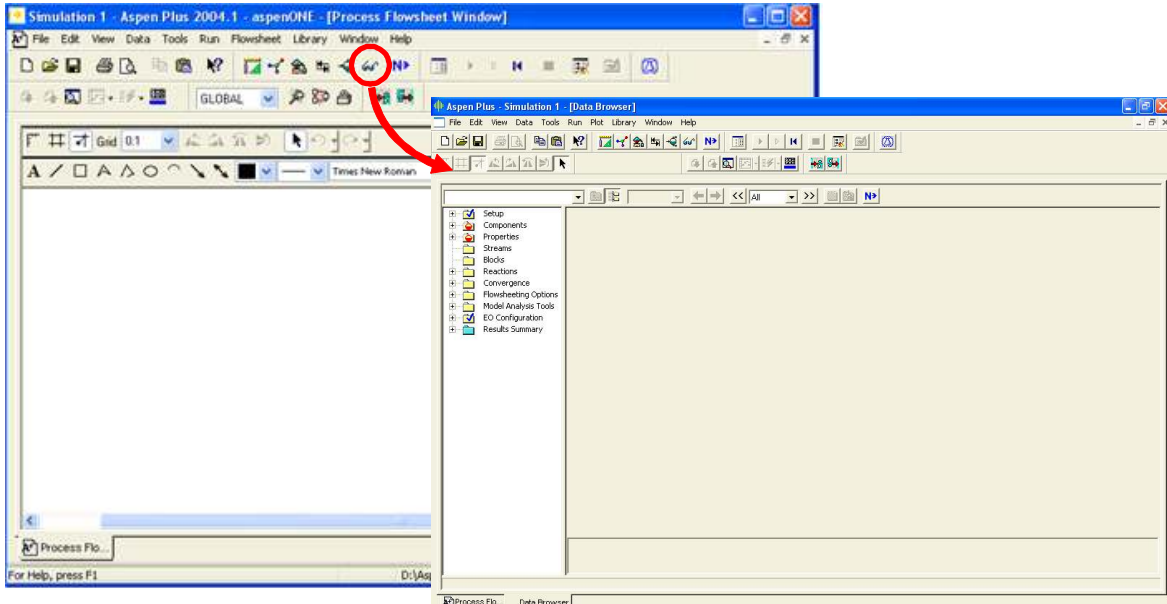 Simulation 1 - Aspen Plus 2004.1 - aspenONE - [Process Flowsheet Window]
File Edit View Data Tools Run Flowsheet Library Window Help
N>
GLOBAL
Grid 0.1
A
Times New Roman
Process Flo...
For Help, press F1
D:\As
Aspen Plus - Simulation 1 - [Data Browser]
File Edit View Data Tools Run Plot Library Window Help
N>
<< All >> N>
Setup
Components
Properties
Streams
Blocks
Reactions
Convergence
Flowsheeting Options
Model Analysis Tools
EO Configuration
Results Summary
Process Flo...
Data Browser